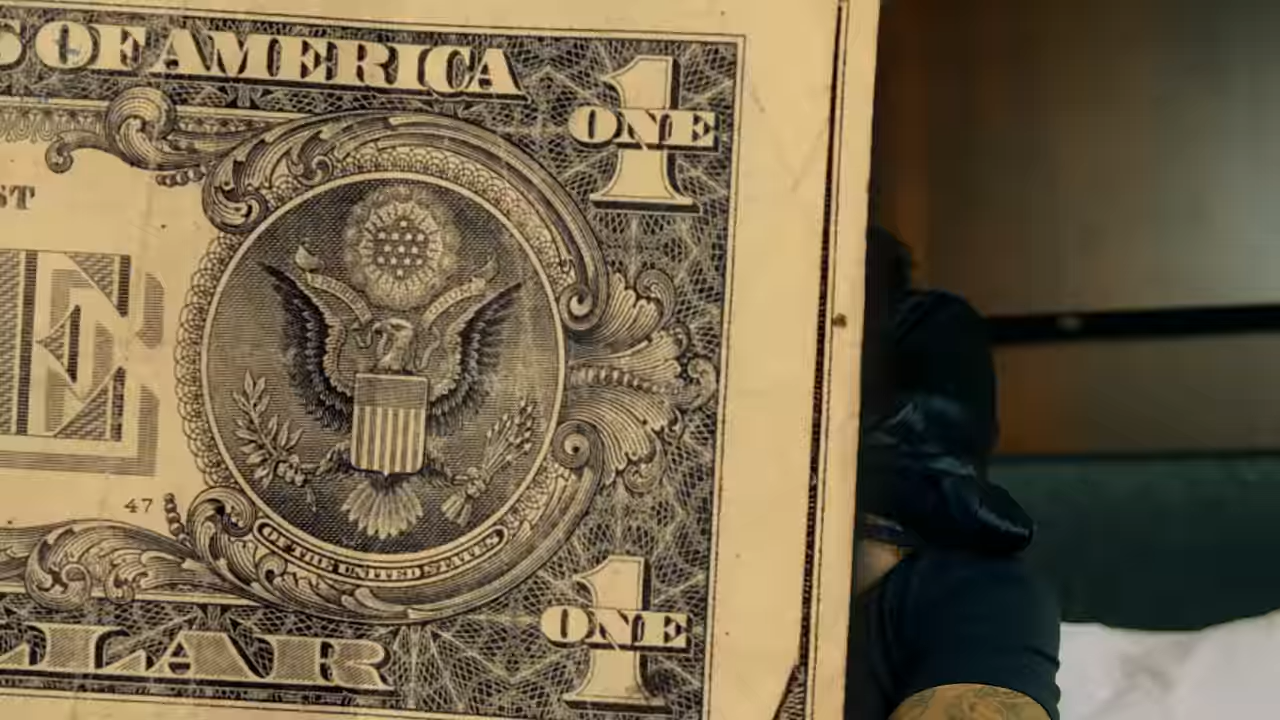 S OF AMERICA
1
ONE
ST
E
47
OF THE UNITED STATES
1
ONE
LLAR